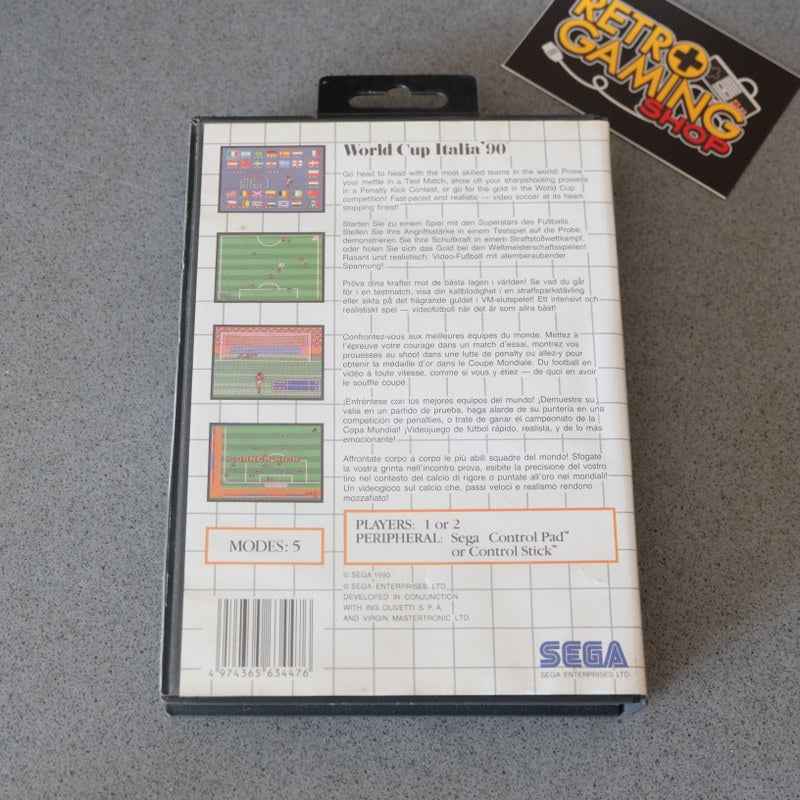 RETRO
GAMING
SHOP
World Cup Italia '90
Go head to head with the most skilled teams in the world! Prove
your mettle in a Test Match, show off your sharpshooting prowess
in a Penalty Kick Contest, or go for the gold in the World Cup
competition! Fast-paced and realistic — video soccer at its heart-
stopping finest!
Starten Sie zu einem Spiel mit den Superstars des Fußballs.
Stellen Sie Ihre Angriffsstärke in einem Testspiel auf die Probe,
demonstrieren Sie Ihre Schußkraft in einem Straftstoßwettkampf,
oder holen Sie sich das Gold bei den Weltmeisterschaftsspielen!
Rasant und realistisch: Video-Fußball mit atemberaubender
Spannung!
Pröva dina krafter mot de bästa lagen i världen! Se vad du går
för i en testmatch, visa din kallblodighet i en straffsparkstävling
eller sikta på det hägrande guldet i VM-slutspelet! Ett intensivt och
realistiskt spel — videofotboll när det är som allra bäst!
Confrontez-vous aux meilleures équipes du monde. Mettez à
l'épreuve votre courage dans un match d'essai, montrez vos
prouesses au shoot dans une lutte de penalty ou allez-y pour
obtenir la médaille d'or dans le Coupe Mondiale. Du football en
vidéo à toute vitesse, comme si vous y étiez — de quoi en avoir
le souffle coupé.
¡Enfréntese con los mejores equipos del mundo! ¡Demuestre su
valía en un partido de prueba, haga alarde de su puntería en una
competición de penalties, o trate de ganar el campeonato de la
Copa Mundial! ¡Videojuego de fútbol rápido, realista, y de lo más
emocionante!
Affrontate corpo a corpo le più abili squadre del mondo! Sfogate
la vostra grinta nell'incontro prova, esibite la precisione del vostro
tiro nel contesto del calcio di rigore o puntate all'oro nei mondiali!
Un videogioco sul calcio che, passi veloci e realismo rendono
mozzafiato!
MODES: 5
PLAYERS: 1 or 2
PERIPHERAL: Sega Control Pad™
or Control Stick™
© SEGA 1990
© SEGA ENTERPRISES LTD
DEVELOPED IN CONJUNCTION
WITH ING OLIVETTI S. P. A.
AND VIRGIN MASTERTRONIC LTD.
4 974365 634476
SEGA
SEGA ENTERPRISES LTD.